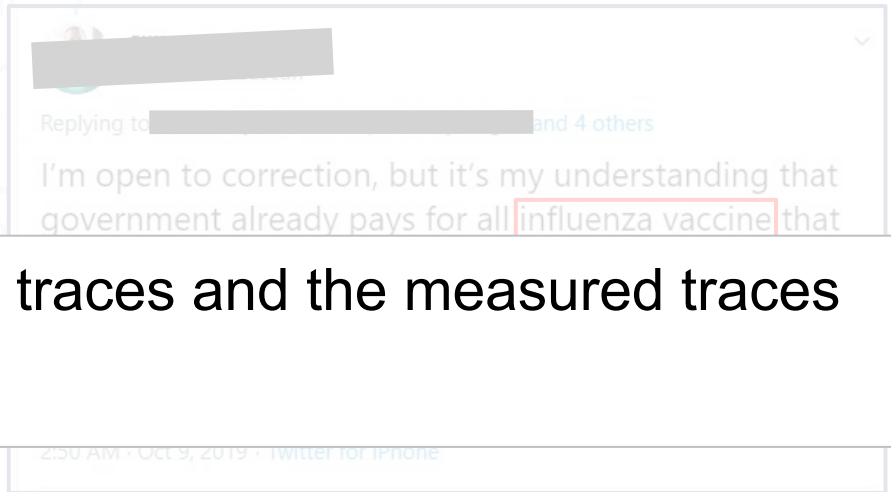 Replying to and 4 others
I'm open to correction, but it's my understanding that
government already pays for all influenza vaccine that
traces and the measured traces
2:50 AM · Oct 9, 2019 · Twitter for iPhone